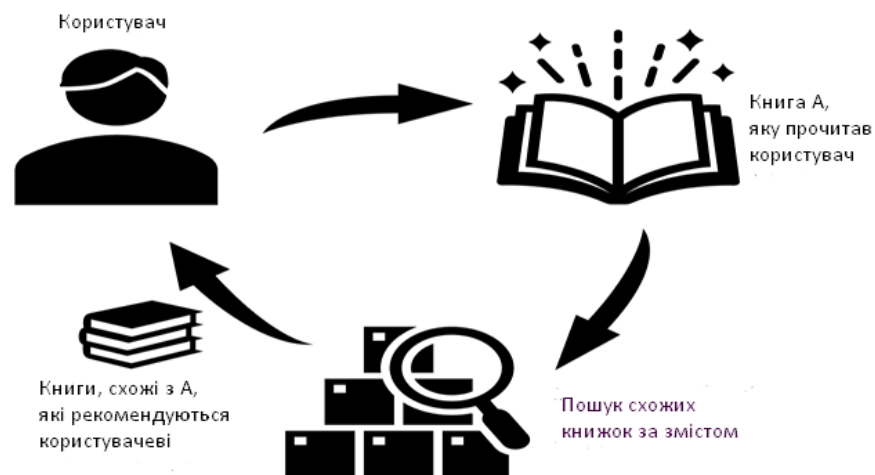 Користувач
Книга А,
яку прочитав
користувач
Книги, схожі з А,
які рекомендуються
користувачеві
Пошук схожих
книжок за змістом